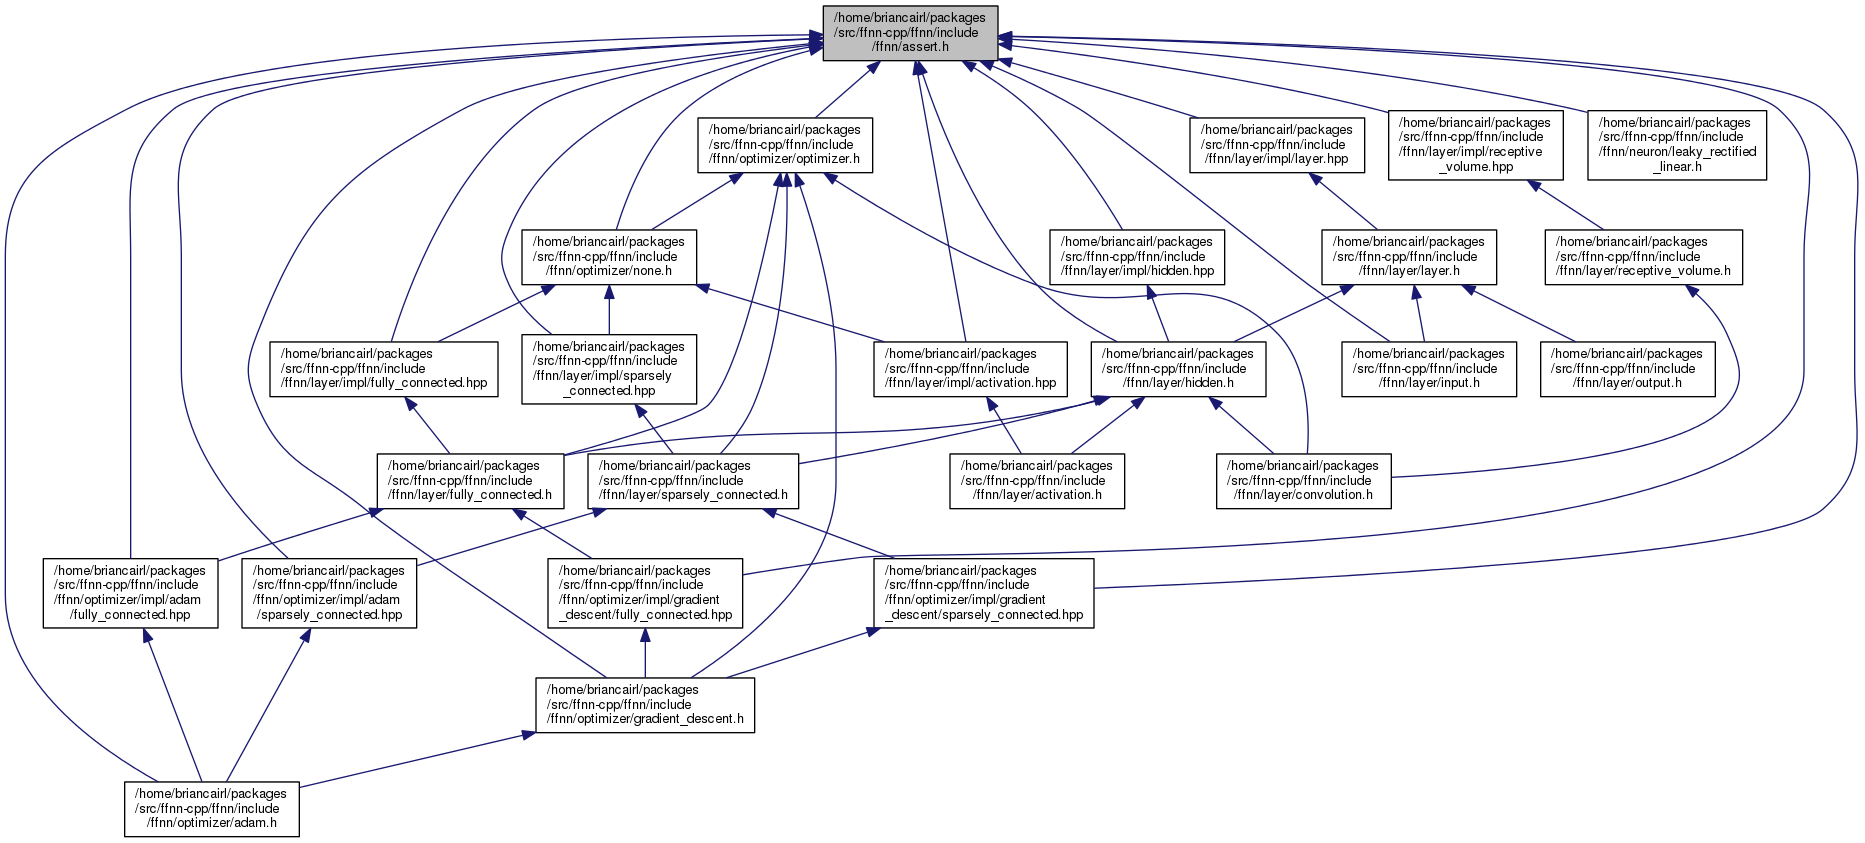 /home/briancairl/packages
/src/ffnn-cpp/ffnn/include
/ffnn/assert.h
/home/briancairl/packages
/src/ffnn-cpp/ffnn/include
/ffnn/optimizer/optimizer.h
/home/briancairl/packages
/src/ffnn-cpp/ffnn/include
/ffnn/layer/impl/layer.hpp
/home/briancairl/packages
/src/ffnn-cpp/ffnn/include
/ffnn/layer/impl/receptive
_volume.hpp
/home/briancairl/packages
/src/ffnn-cpp/ffnn/include
/ffnn/neuron/leaky_rectified
_linear.h
/home/briancairl/packages
/src/ffnn-cpp/ffnn/include
/ffnn/optimizer/none.h
/home/briancairl/packages
/src/ffnn-cpp/ffnn/include
/ffnn/layer/impl/hidden.hpp
/home/briancairl/packages
/src/ffnn-cpp/ffnn/include
/ffnn/layer/layer.h
/home/briancairl/packages
/src/ffnn-cpp/ffnn/include
/ffnn/layer/receptive_volume.h
/home/briancairl/packages
/src/ffnn-cpp/ffnn/include
/ffnn/layer/impl/fully_connected.hpp
/home/briancairl/packages
/src/ffnn-cpp/ffnn/include
/ffnn/layer/impl/sparsely
_connected.hpp
/home/briancairl/packages
/src/ffnn-cpp/ffnn/include
/ffnn/layer/impl/activation.hpp
/home/briancairl/packages
/src/ffnn-cpp/ffnn/include
/ffnn/layer/hidden.h
/home/briancairl/packages
/src/ffnn-cpp/ffnn/include
/ffnn/layer/input.h
/home/briancairl/packages
/src/ffnn-cpp/ffnn/include
/ffnn/layer/output.h
/home/briancairl/packages
/src/ffnn-cpp/ffnn/include
/ffnn/layer/fully_connected.h
/home/briancairl/packages
/src/ffnn-cpp/ffnn/include
/ffnn/layer/sparsely_connected.h
/home/briancairl/packages
/src/ffnn-cpp/ffnn/include
/ffnn/layer/activation.h
/home/briancairl/packages
/src/ffnn-cpp/ffnn/include
/ffnn/layer/convolution.h
/home/briancairl/packages
/src/ffnn-cpp/ffnn/include
/ffnn/optimizer/impl/adam
/fully_connected.hpp
/home/briancairl/packages
/src/ffnn-cpp/ffnn/include
/ffnn/optimizer/impl/adam
/sparsely_connected.hpp
/home/briancairl/packages
/src/ffnn-cpp/ffnn/include
/ffnn/optimizer/impl/gradient
_descent/fully_connected.hpp
/home/briancairl/packages
/src/ffnn-cpp/ffnn/include
/ffnn/optimizer/impl/gradient
_descent/sparsely_connected.hpp
/home/briancairl/packages
/src/ffnn-cpp/ffnn/include
/ffnn/optimizer/gradient_descent.h
/home/briancairl/packages
/src/ffnn-cpp/ffnn/include
/ffnn/optimizer/adam.h